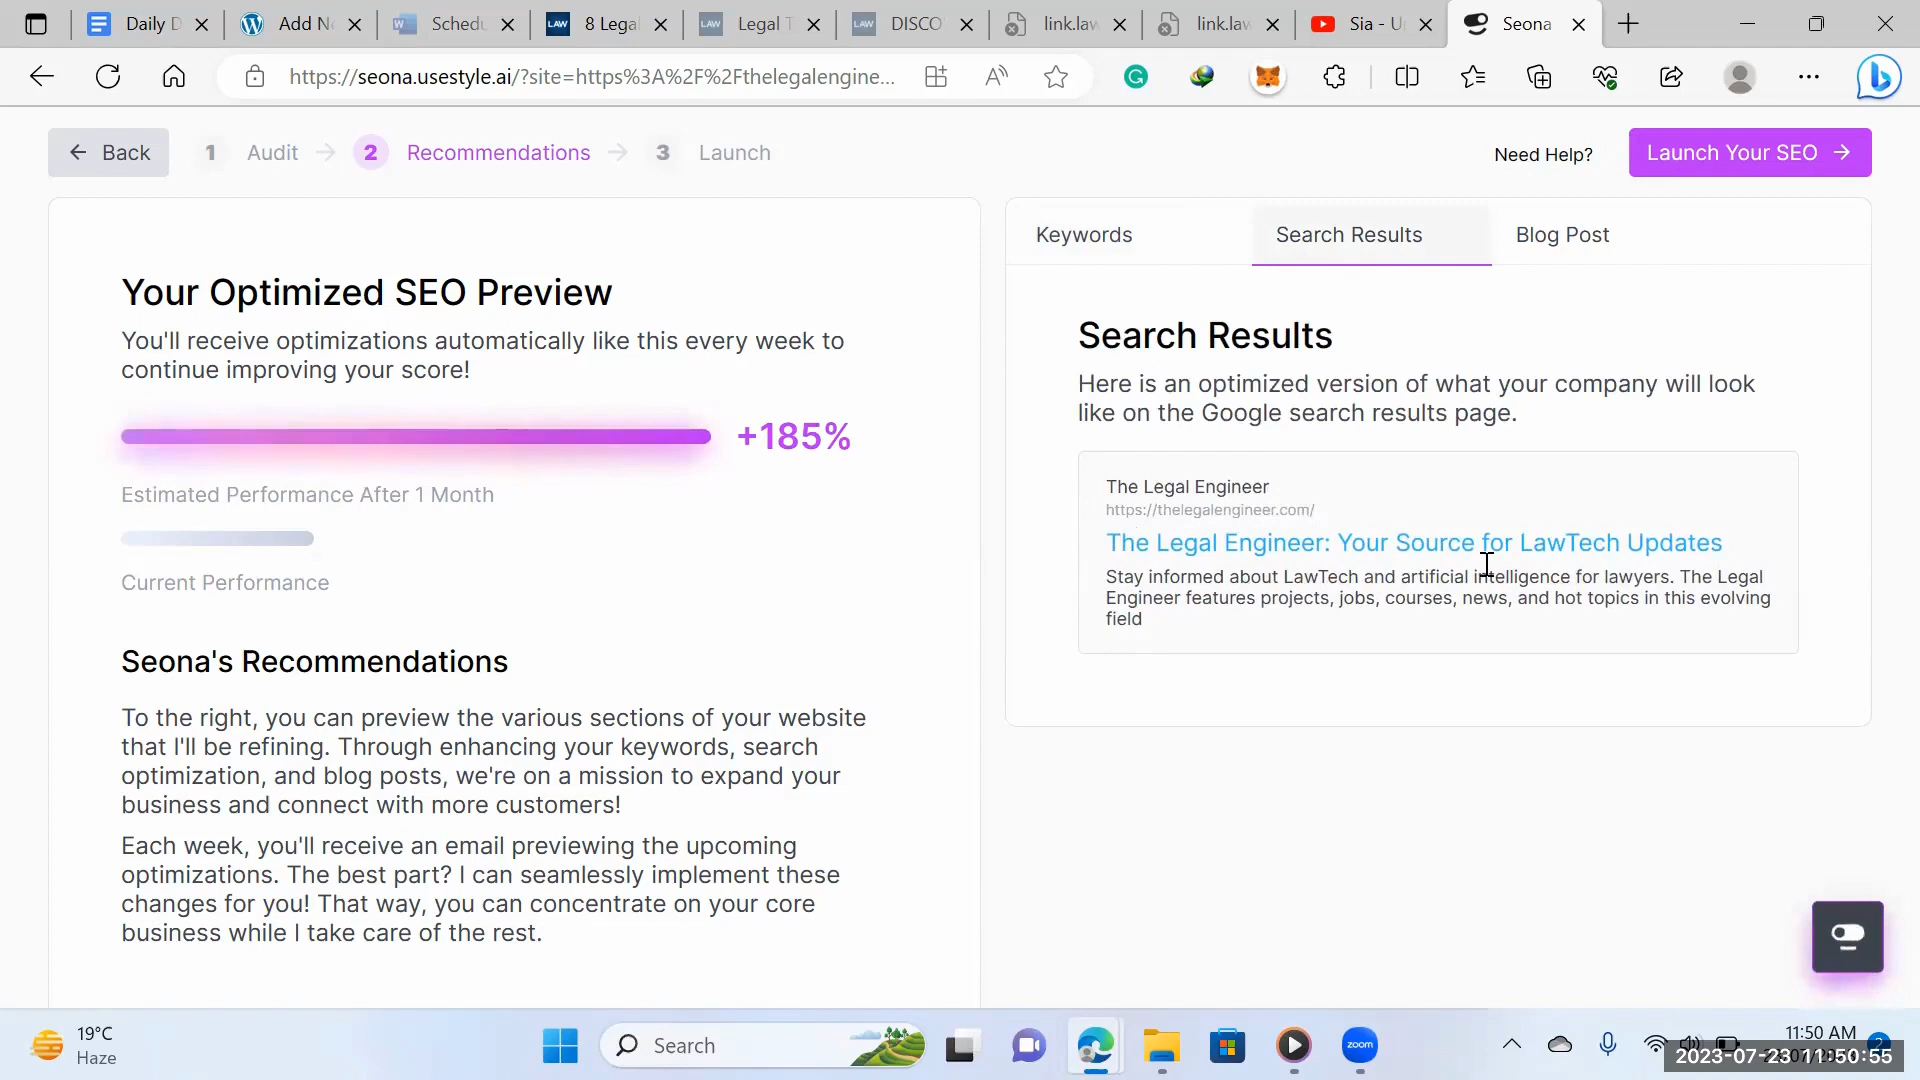 Daily D
Add N
Schedu
8 Legal
Legal T
DISCO
link.law
link.law
Sia - U
Seona
https://seona.usestyle.ai/?site=https%3A%2F%2Fthelegalengine...
Back
1 Audit
2 Recommendations
3 Launch
Need Help?
Launch Your SEO
Your Optimized SEO Preview
You'll receive optimizations automatically like this every week to
continue improving your score!
+185%
Estimated Performance After 1 Month
Current Performance
Seona's Recommendations
To the right, you can preview the various sections of your website
that I'll be refining. Through enhancing your keywords, search
optimization, and blog posts, we're on a mission to expand your
business and connect with more customers!
Each week, you'll receive an email previewing the upcoming
optimizations. The best part? I can seamlessly implement these
changes for you! That way, you can concentrate on your core
business while I take care of the rest.
Keywords
Search Results
Blog Post
Search Results
Here is an optimized version of what your company will look
like on the Google search results page.
The Legal Engineer
https://thelegalengineer.com/
The Legal Engineer: Your Source for LawTech Updates
Stay informed about LawTech and artificial intelligence for lawyers. The Legal
Engineer features projects, jobs, courses, news, and hot topics in this evolving
field
19°C
Haze
Search
zoom
11:50 AM
2
2023-07-23 11:50:55